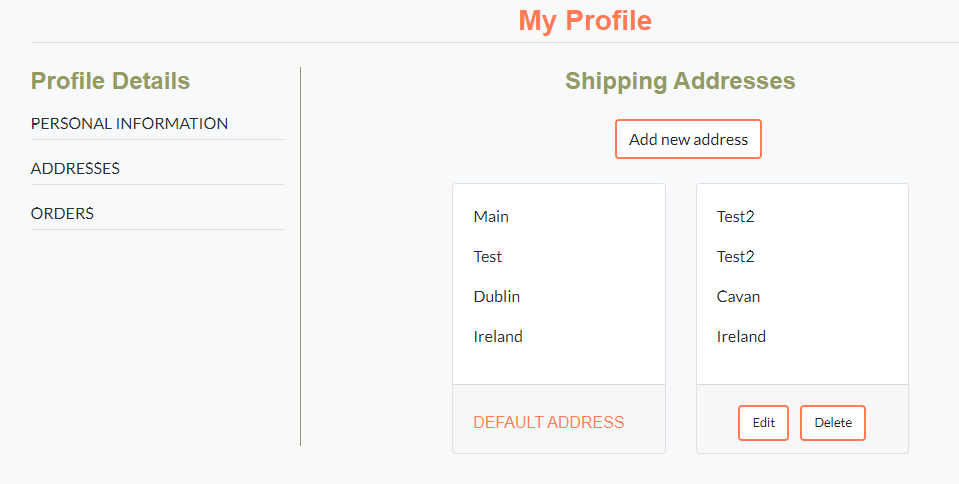 My Profile
Profile Details
PERSONAL INFORMATION
ADDRESSES
ORDERS
Shipping Addresses
Add new address
Main
Test
Dublin
Ireland
DEFAULT ADDRESS
Test2
Test2
Cavan
Ireland
Edit
Delete